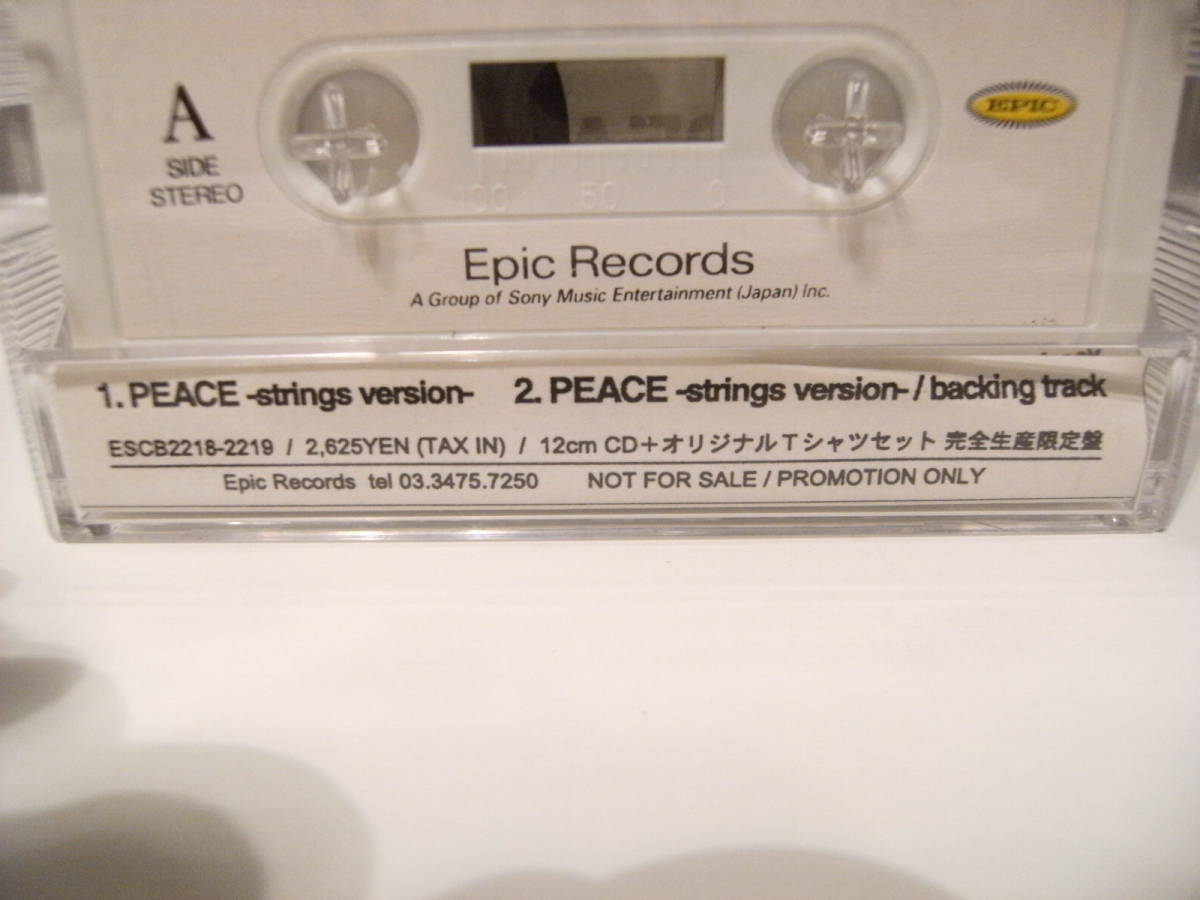 A
SIDE
STEREO
EPIC
100 50 0
Epic Records
A Group of Sony Music Entertainment (Japan) Inc.
1. PEACE -strings version- 2. PEACE -strings version- / backing track
ESCB2218-2219 / 2,625YEN (TAX IN) / 12cm CD+オリジナルTシャツセット 完全生産限定盤
Epic Records tel 03.3475.7250 NOT FOR SALE / PROMOTION ONLY